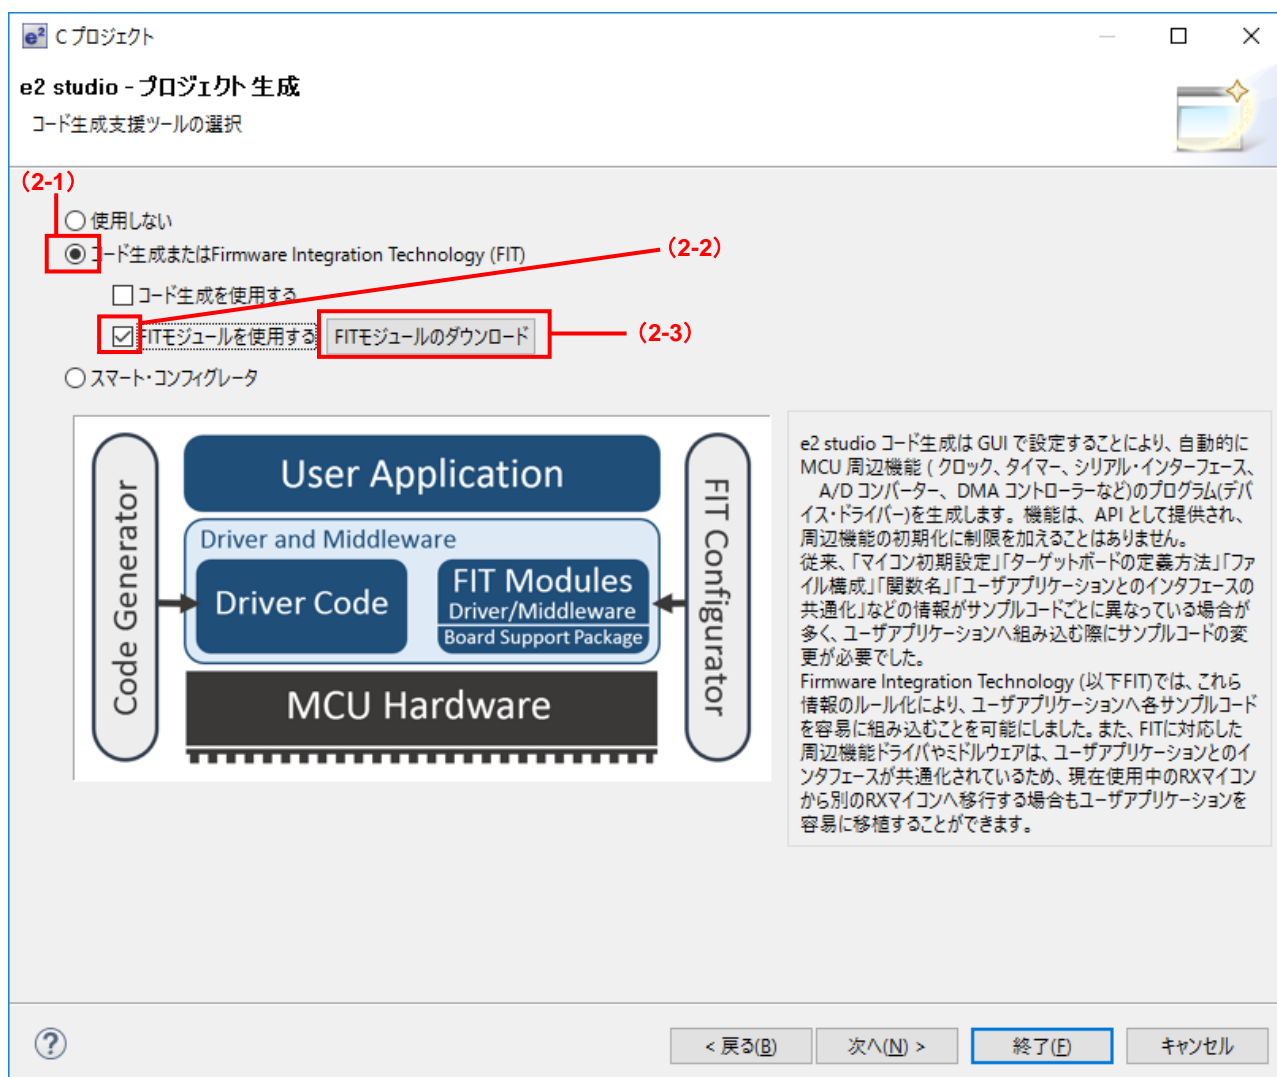 e² C プロジェクト
e2 studio - プロジェクト 生成
コード生成支援ツールの選択
(2-1)
使用しない
コード生成またはFirmware Integration Technology (FIT)
(2-2)
コード生成を使用する
FITモジュールを使用する
FITモジュールのダウンロード
(2-3)
スマート・コンフィグレータ
Code Generator
User Application
Driver and Middleware
Driver Code
FIT Modules
Driver/Middleware
Board Support Package
MCU Hardware
FIT Configurator
e2 studio コード生成は GUI で設定することにより、自動的に
MCU 周辺機能 ( クロック、タイマー、シリアル・インターフェース、
A/D コンバーター、DMA コントローラーなど)のプログラム(デバ
イス・ドライバー)を生成します。機能は、API として提供され、
周辺機能の初期化に制限を加えることはありません。
従来、「マイコン初期設定」「ターゲットボードの定義方法」「ファ
イル構成」「関数名」「ユーザアプリケーションとのインタフェースの
共通化」などの情報がサンプルコードごとに異なっている場合が
多く、ユーザアプリケーションへ組み込む際にサンプルコードの変
更が必要でした。
Firmware Integration Technology (以下FIT)では、これら
情報のルール化により、ユーザアプリケーションへ各サンプルコード
を容易に組み込むことを可能にしました。また、FITに対応した
周辺機能ドライバやミドルウェアは、ユーザアプリケーションとのイ
ンタフェースが共通化されているため、現在使用中のRXマイコン
から別のRXマイコンへ移行する場合もユーザアプリケーションを
容易に移植することができます。
?
< 戻る(B)
次へ(N) >
終了(F)
キャンセル